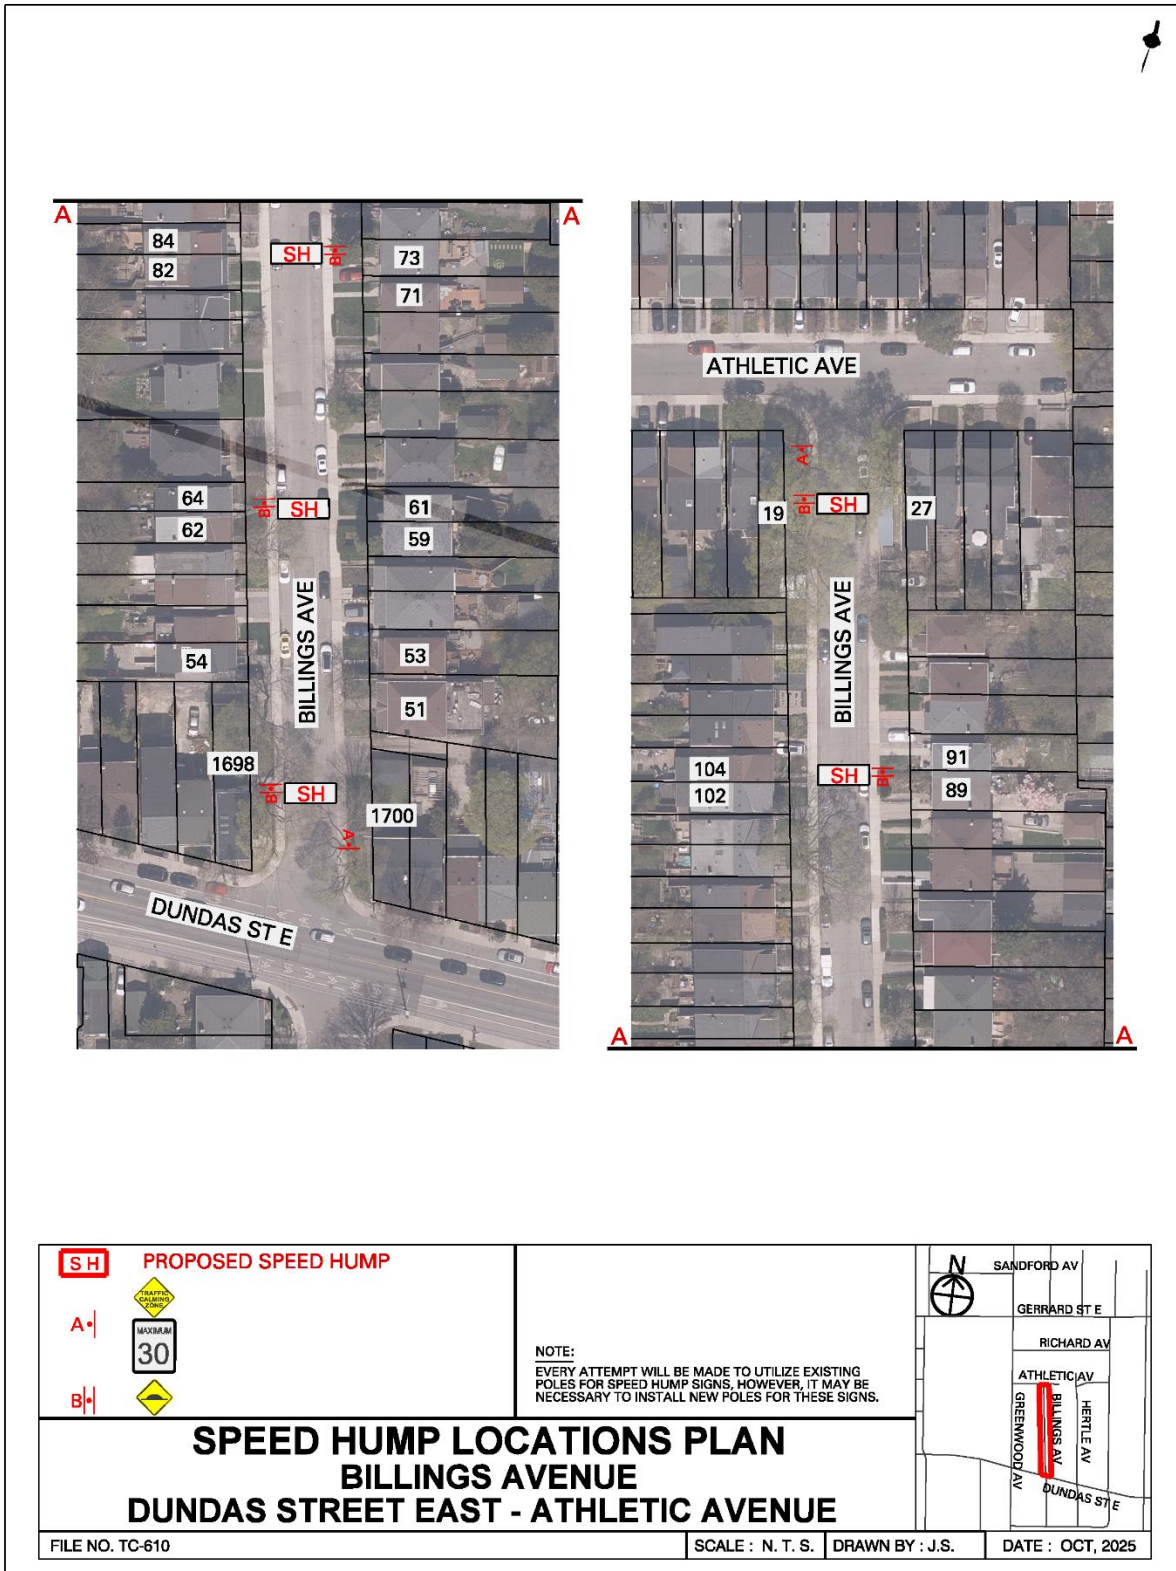 A
A
84
SH
B
73
82
71
64
B
SH
61
62
59
BILLINGS AVE
54
53
51
1698
B
SH
1700
A
DUNDAS ST E
ATHLETIC AVE
A
19
B
SH
27
BILLINGS AVE
104
SH
B
91
102
89
A
A
S H
PROPOSED SPEED HUMP
TRAFFIC
CALMING
ZONE
A
MAXIMUM
30
B
NOTE:
EVERY ATTEMPT WILL BE MADE TO UTILIZE EXISTING
POLES FOR SPEED HUMP SIGNS, HOWEVER, IT MAY BE
NECESSARY TO INSTALL NEW POLES FOR THESE SIGNS.
N
SANDFORD AV
GERRARD ST E
RICHARD AV
ATHLETIC AV
GREENWOOD AV
BILLINGS AV
HERTLE AV
DUNDAS ST E
SPEED HUMP LOCATIONS PLAN
BILLINGS AVENUE
DUNDAS STREET EAST - ATHLETIC AVENUE
FILE NO. TC-610
SCALE : N. T. S.
DRAWN BY : J.S.
DATE : OCT, 2025